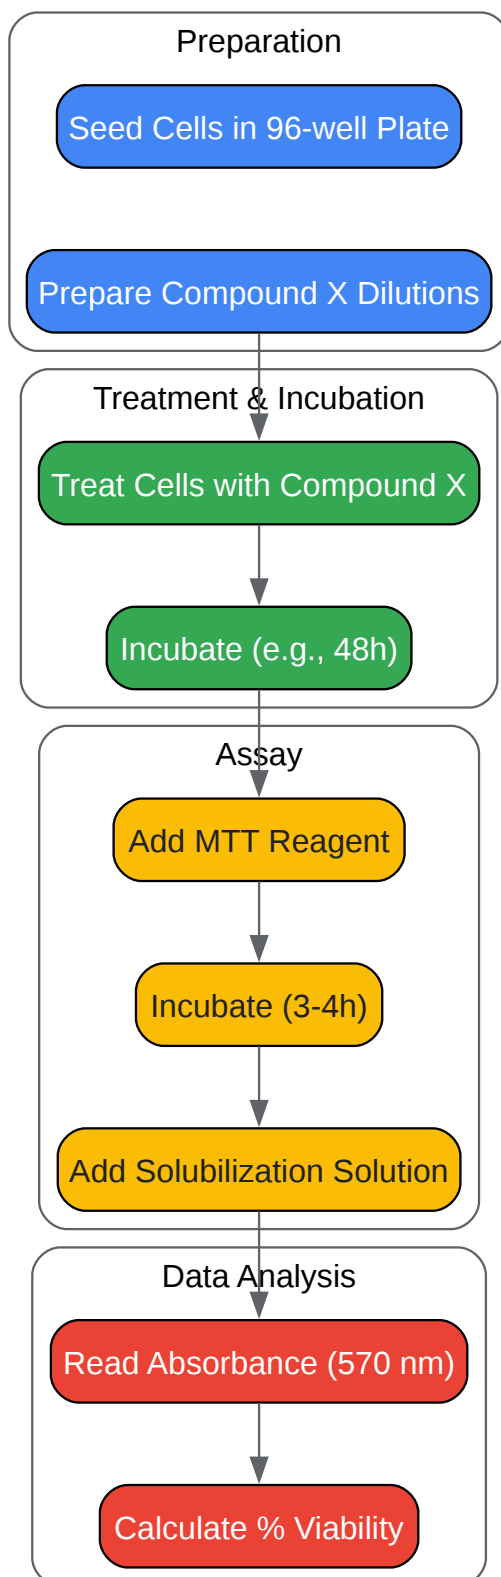 Preparation
Seed Cells in 96-well Plate
Prepare Compound X Dilutions
Treatment & Incubation
Treat Cells with Compound X
Incubate (e.g., 48h)
Assay
Add MTT Reagent
Incubate (3-4h)
Add Solubilization Solution
Data Analysis
Read Absorbance (570 nm)
Calculate % Viability